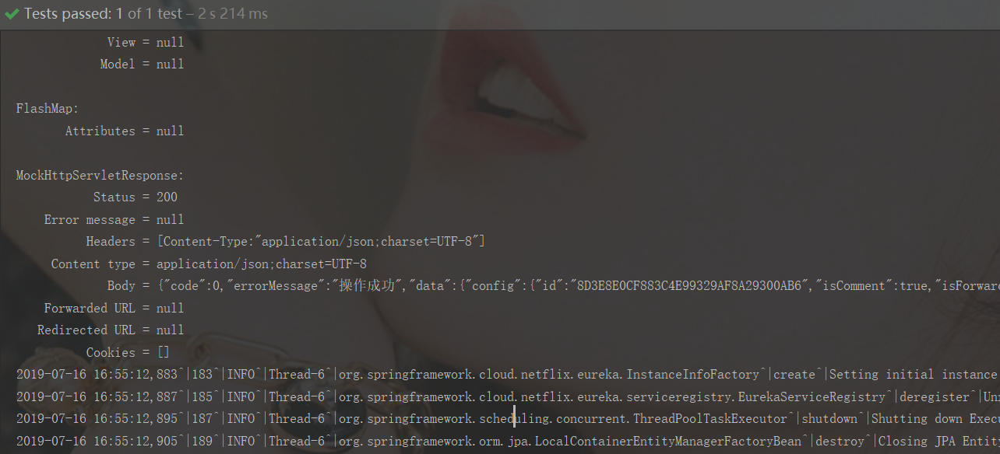 Tests passed: 1 of 1 test – 2 s 214 ms
View = null
Model = null
FlashMap:
Attributes = null
MockHttpServletResponse:
Status = 200
Error message = null
Headers = [Content-Type:"application/json;charset=UTF-8"]
Content type = application/json;charset=UTF-8
Body = {"code":0,"errorMessage":"操作成功","data":{"config":{"id":"8D3E8E0CF883C4E99329AF8A29300AB6","isComment":true,"isForward
Forwarded URL = null
Redirected URL = null
Cookies = []
2019-07-16 16:55:12,883^|183^|INFO^|Thread-6^|org.springframework.cloud.netflix.eureka.InstanceInfoFactory^|create^|Setting initial instance
2019-07-16 16:55:12,887^|185^|INFO^|Thread-6^|org.springframework.cloud.netflix.eureka.serviceregistry.EurekaServiceRegistry^|deregister^|Un
2019-07-16 16:55:12,895^|187^|INFO^|Thread-6^|org.springframework.scheduling.concurrent.ThreadPoolTaskExecutor^|shutdown^|Shutting down Exec
2019-07-16 16:55:12,905^|189^|INFO^|Thread-6^|org.springframework.orm.jpa.LocalContainerEntityManagerFactoryBean^|destroy^|Closing JPA Entity